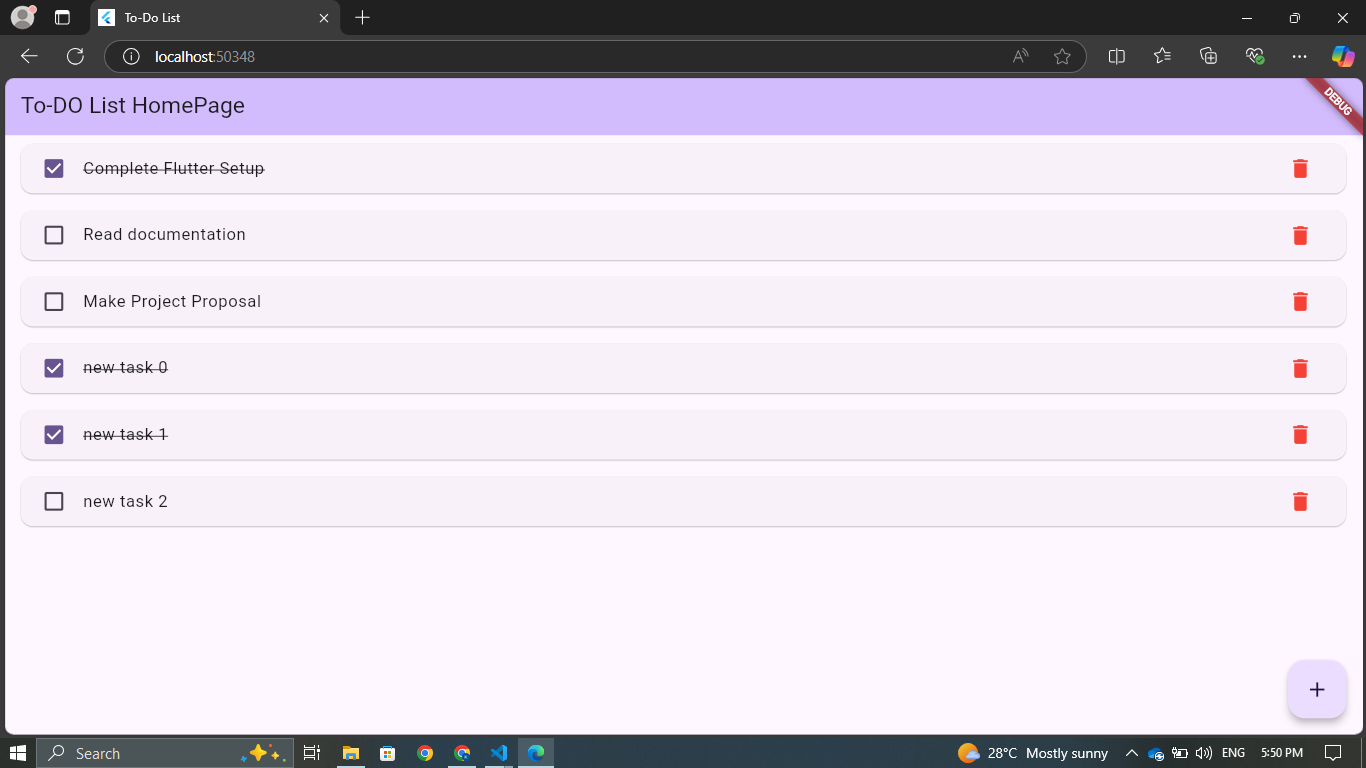 To-Do List
localhost:50348
To-DO List HomePage
DEBUG
Complete Flutter Setup
Read documentation
Make Project Proposal
new task 0
new task 1
new task 2
Search
28°C Mostly sunny
ENG
5:50 PM